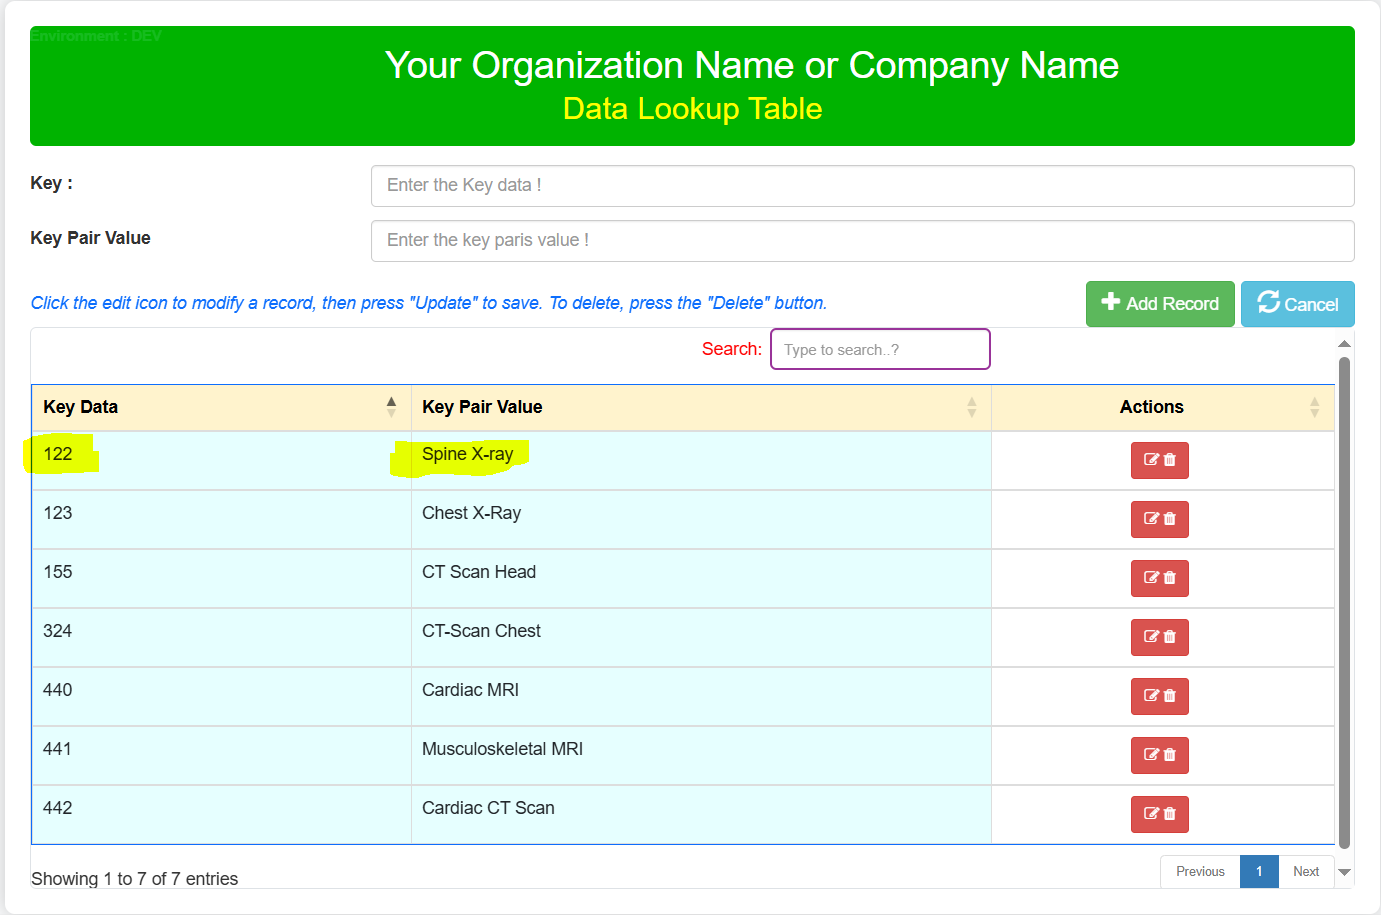 Environment : DEV
Your Organization Name or Company Name
Data Lookup Table
Key :
Enter the Key data !
Key Pair Value
Enter the key paris value !
Click the edit icon to modify a record, then press "Update" to save. To delete, press the "Delete" button.
Add Record
Cancel
Search:
Type to search..?
Key Data Key Pair Value Actions
122 Spine X-ray
123 Chest X-Ray
155 CT Scan Head
324 CT-Scan Chest
440 Cardiac MRI
441 Musculoskeletal MRI
442 Cardiac CT Scan
Showing 1 to 7 of 7 entries
Previous 1 Next